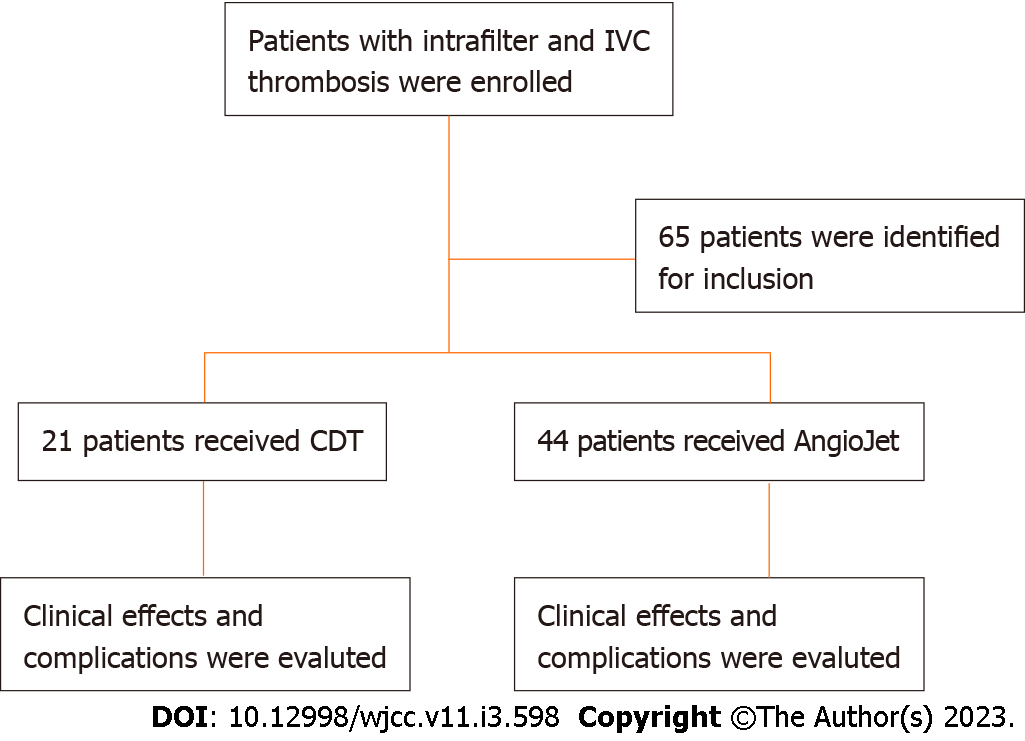 Patients with intrafilter and IVC
thrombosis were enrolled
65 patients were identified
for inclusion
21 patients received CDT
44 patients received AngioJet
Clinical effects and
complications were evaluted
Clinical effects and
complications were evaluted
DOI: 10.12998/wjcc.v11.i3.598 Copyright ©The Author(s) 2023.